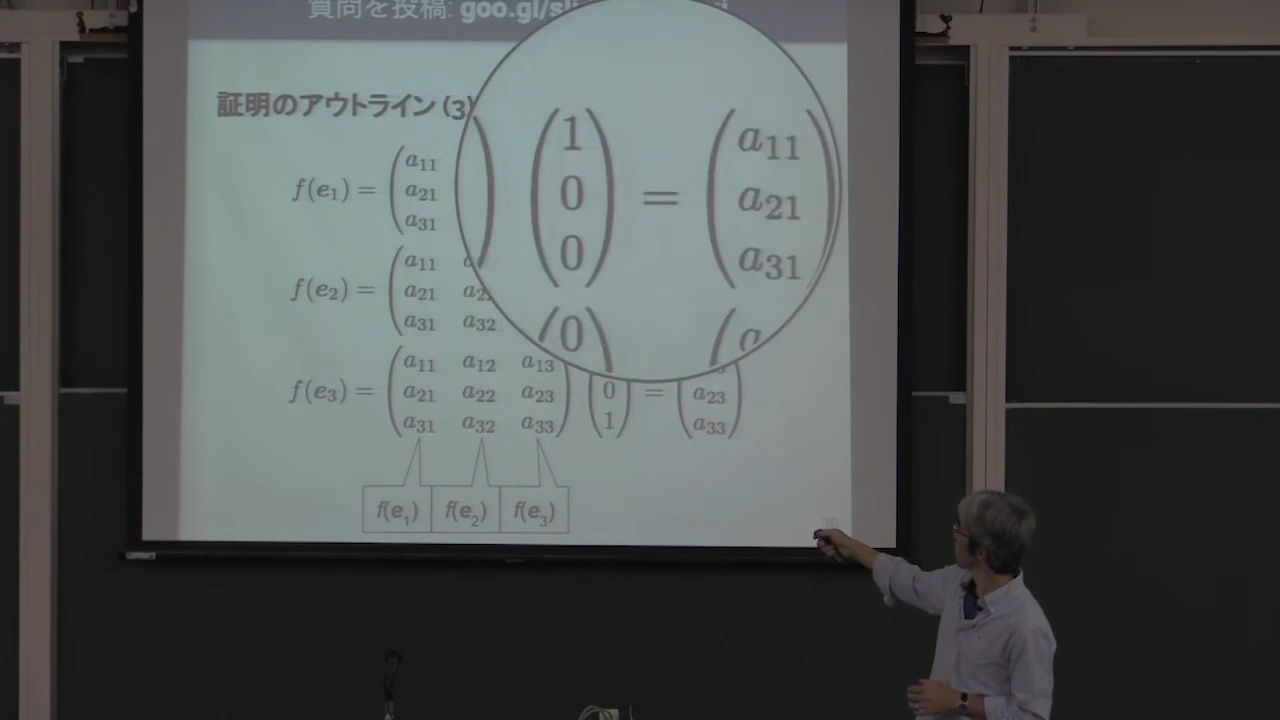 質問を投稿: goo.gl/sli
証明のアウトライン (3)
f(e₁) = (a₁₁ a₂₁ a₃₁) (1 0 0) = (a₁₁ a₂₁ a₃₁)
f(e₂) = (a₁₁ a₂₁ a₃₁ a₃₂) (0
f(e₃) = (a₁₁ a₁₂ a₁₃
a₂₁ a₂₂ a₂₃
a₃₁ a₃₂ a₃₃) (0 1) = (a₂₃ a₃₃)
f(e₁) f(e₂) f(e₃)
30